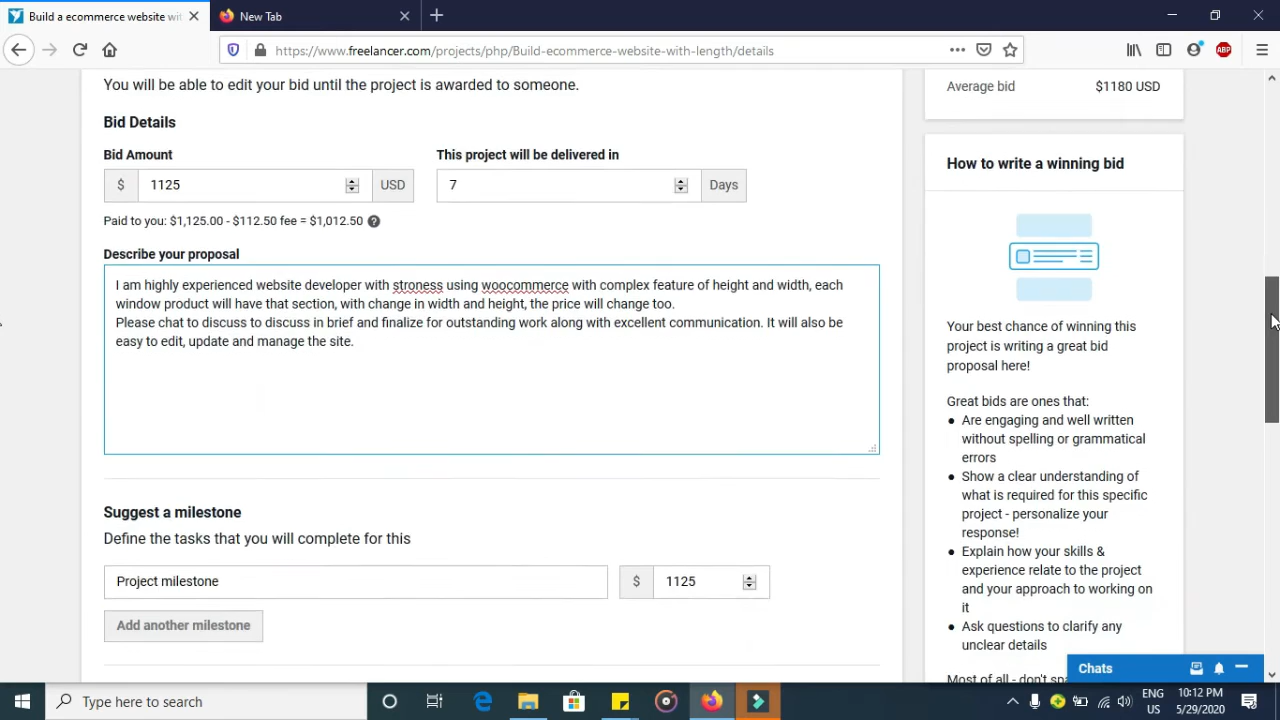 Build a ecommerce website wit
New Tab
https://www.freelancer.com/projects/php/Build-ecommerce-website-with-length/details
ABP
You will be able to edit your bid until the project is awarded to someone.
Bid Details
Bid Amount
This project will be delivered in
$ 1125 USD
7 Days
Paid to you: $1,125.00 - $112.50 fee = $1,012.50 ?
Describe your proposal
I am highly experienced website developer with stroness using woocommerce with complex feature of height and width, each
window product will have that section, with change in width and height, the price will change too.
Please chat to discuss to discuss in brief and finalize for outstanding work along with excellent communication. It will also be
easy to edit, update and manage the site.
Suggest a milestone
Define the tasks that you will complete for this
Project milestone
$ 1125
Add another milestone
Average bid $1180 USD
How to write a winning bid
Your best chance of winning this
project is writing a great bid
proposal here!
Great bids are ones that:
● Are engaging and well written
without spelling or grammatical
errors
● Show a clear understanding of
what is required for this specific
project - personalize your
response!
● Explain how your skills &
experience relate to the project
and your approach to working on
it
● Ask questions to clarify any
unclear details
Most of all - don't
Chats
Type here to search
ENG
US
10:12 PM
5/29/2020